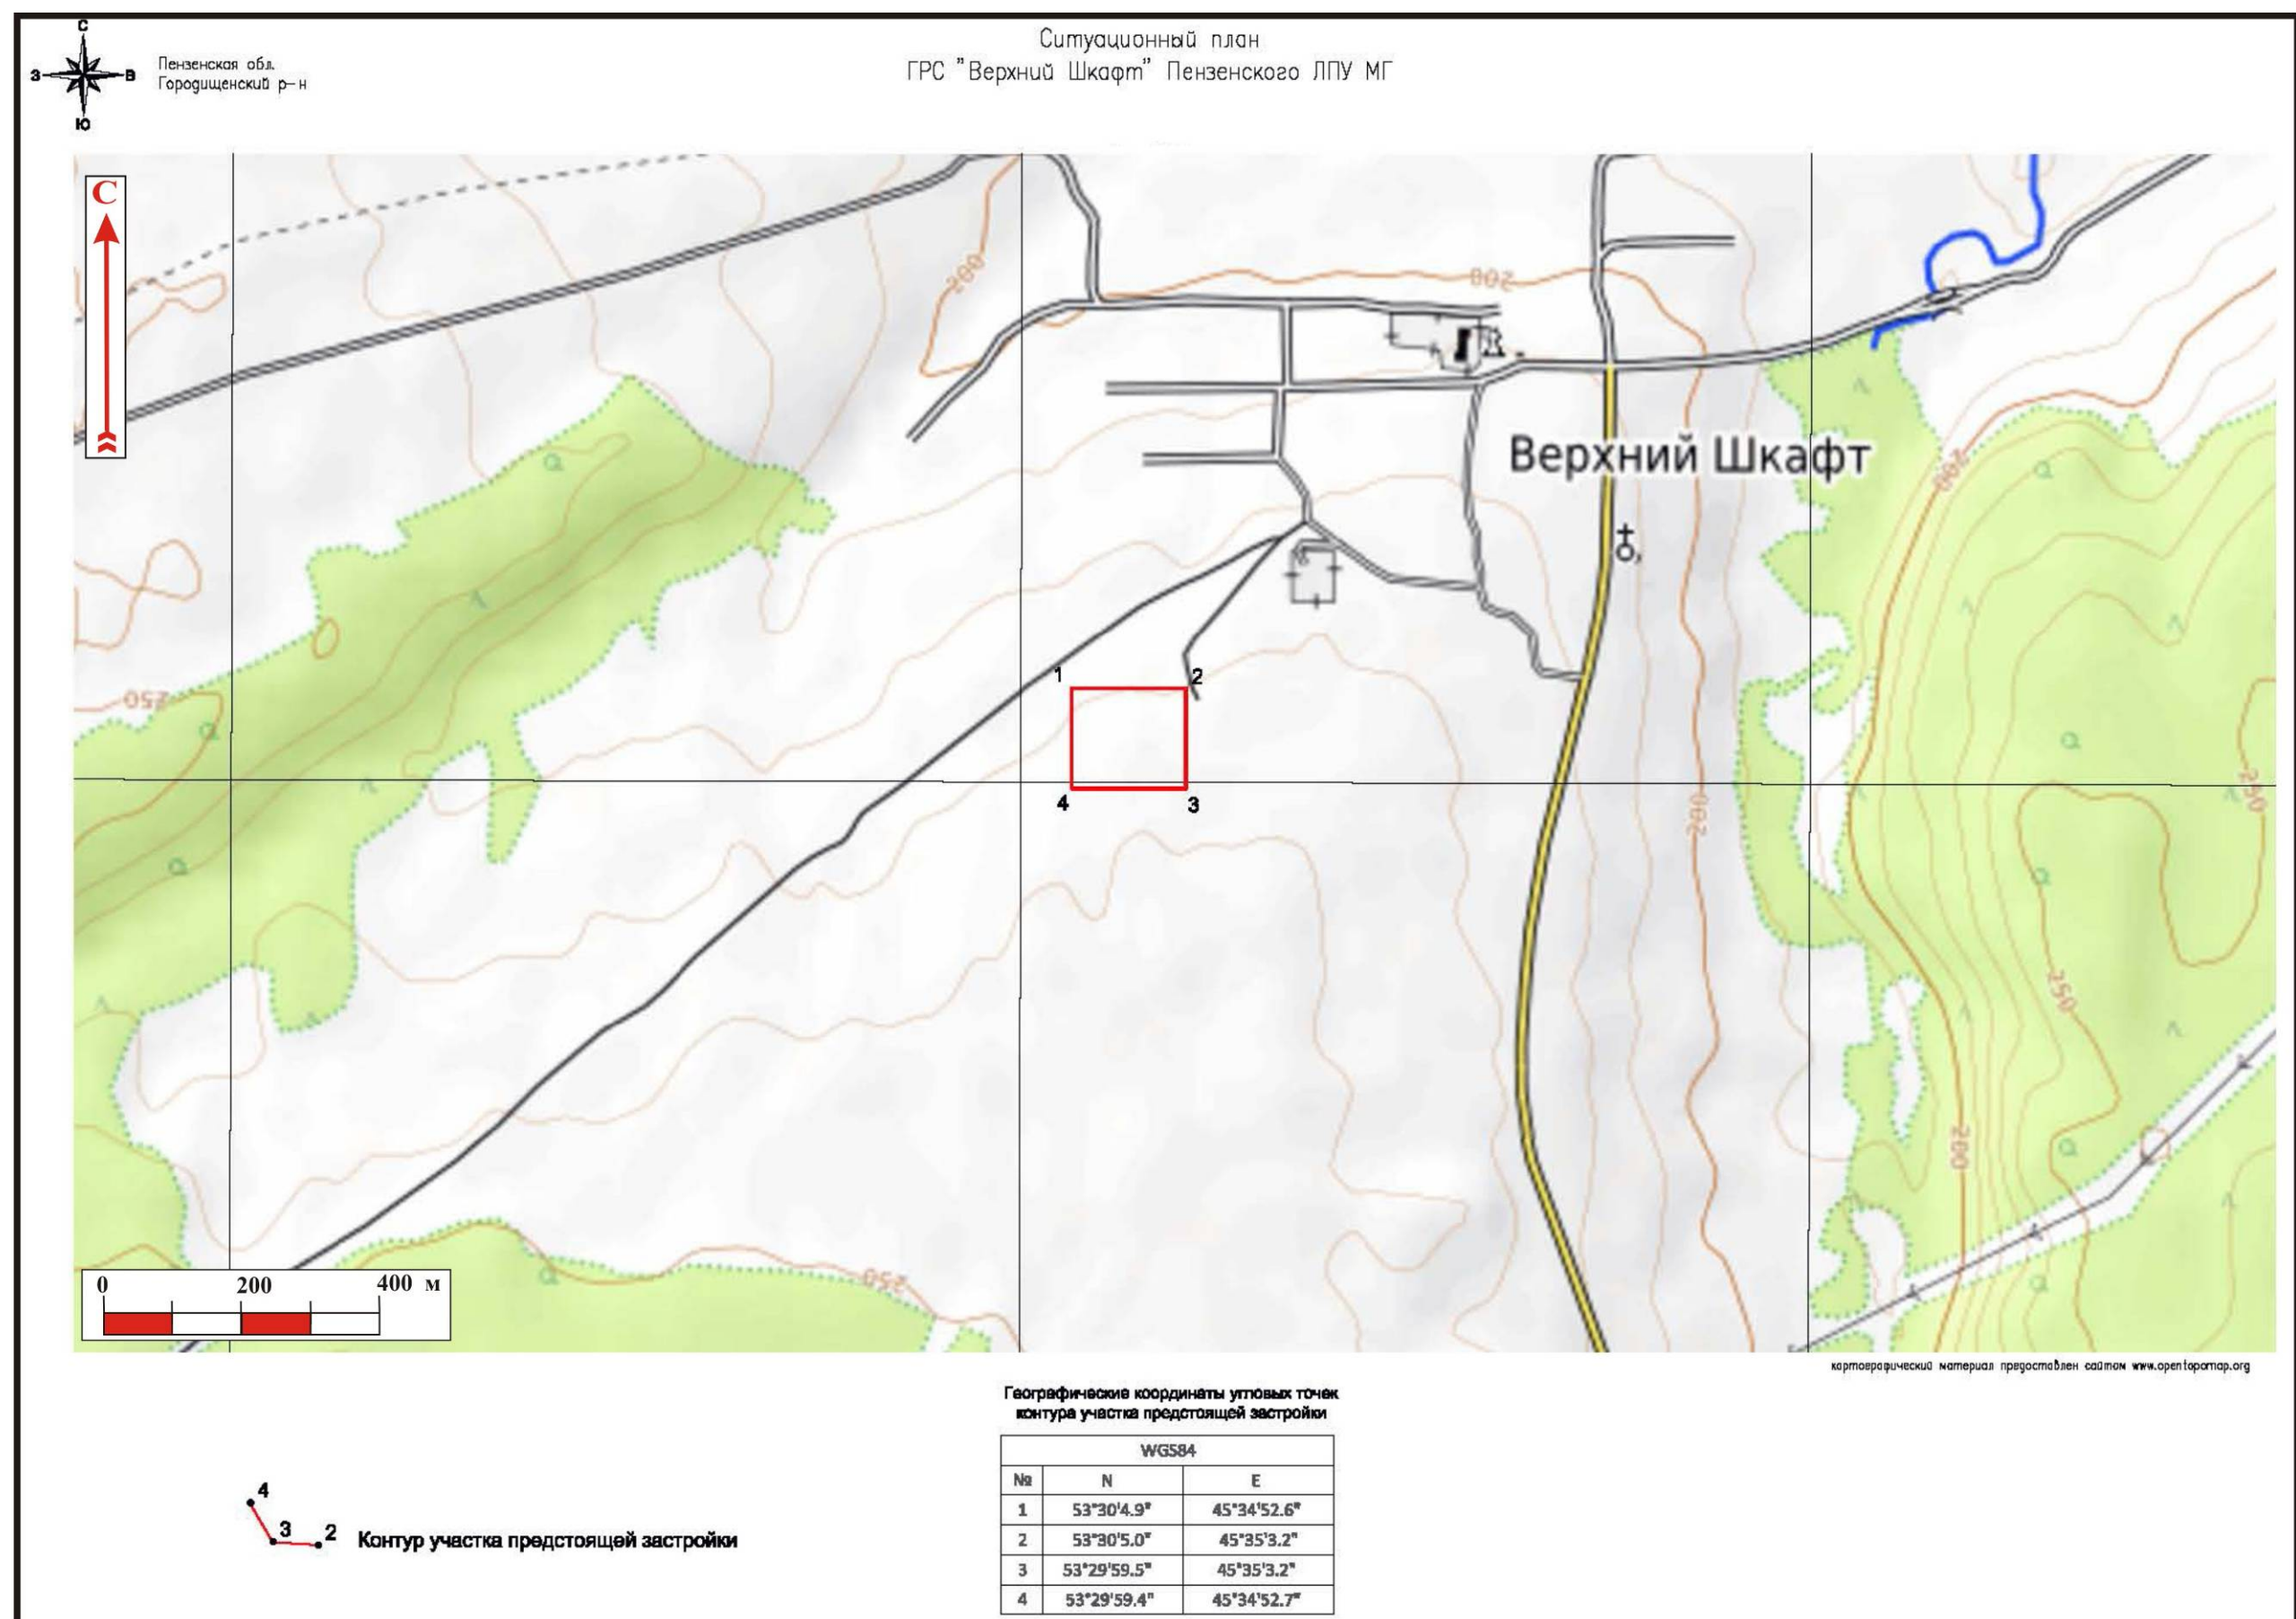 С
З
В
Ю
Пензенская обл.
Городищенский р-н
Ситуационный план
ГРС "Верхний Шкафт" Пензенского ЛПУ МГ
С
200
200
Верхний Шкафт
200
250
1
2
4
3
200
250
250
200
250
0 200 400 м
картографический материал предоставлен сайтом www.opentopomap.org
Географические координаты угловых точек
контура участка предстоящей застройки
WGS84
№ N E
1 53°30'4.9" 45°34'52.6"
2 53°30'5.0" 45°35'3.2"
3 53°29'59.5" 45°35'3.2"
4 53°29'59.4" 45°34'52.7"
4
3
2
Контур участка предстоящей застройки